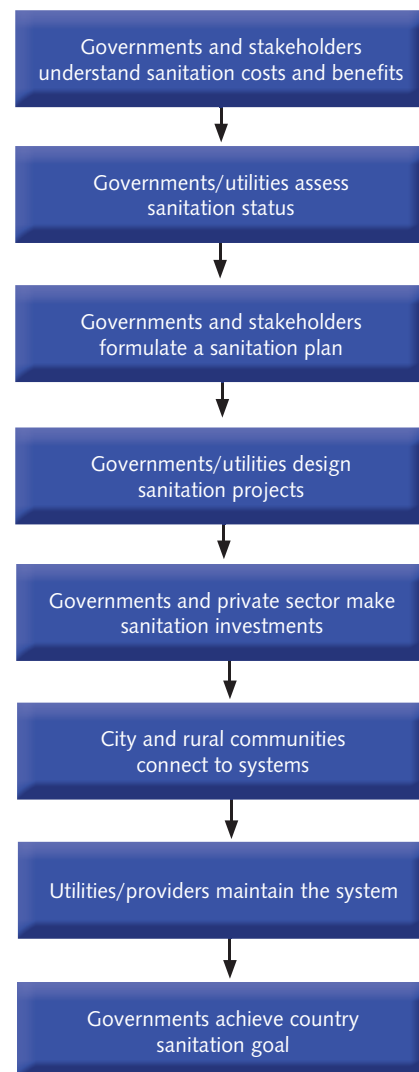 Governments and stakeholders
understand sanitation costs and benefits
Governments/utilities assess
sanitation status
Governments and stakeholders
formulate a sanitation plan
Governments/utilities design
sanitation projects
Governments and private sector make
sanitation investments
City and rural communities
connect to systems
Utilities/providers maintain the system
Governments achieve country
sanitation goal